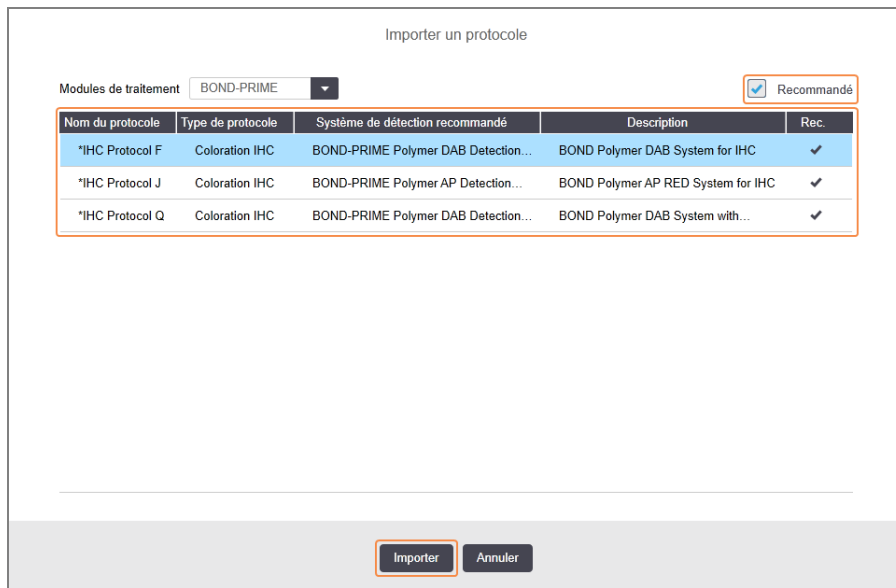 Importer un protocole
Modules de traitement BOND-PRIME Recommandé
Nom du protocole Type de protocole Système de détection recommandé Description Rec.
*IHC Protocol F Coloration IHC BOND-PRIME Polymer DAB Detection... BOND Polymer DAB System for IHC
*IHC Protocol J Coloration IHC BOND-PRIME Polymer AP Detection... BOND Polymer AP RED System for IHC
*IHC Protocol Q Coloration IHC BOND-PRIME Polymer DAB Detection... BOND Polymer DAB System with...
Importer Annuler